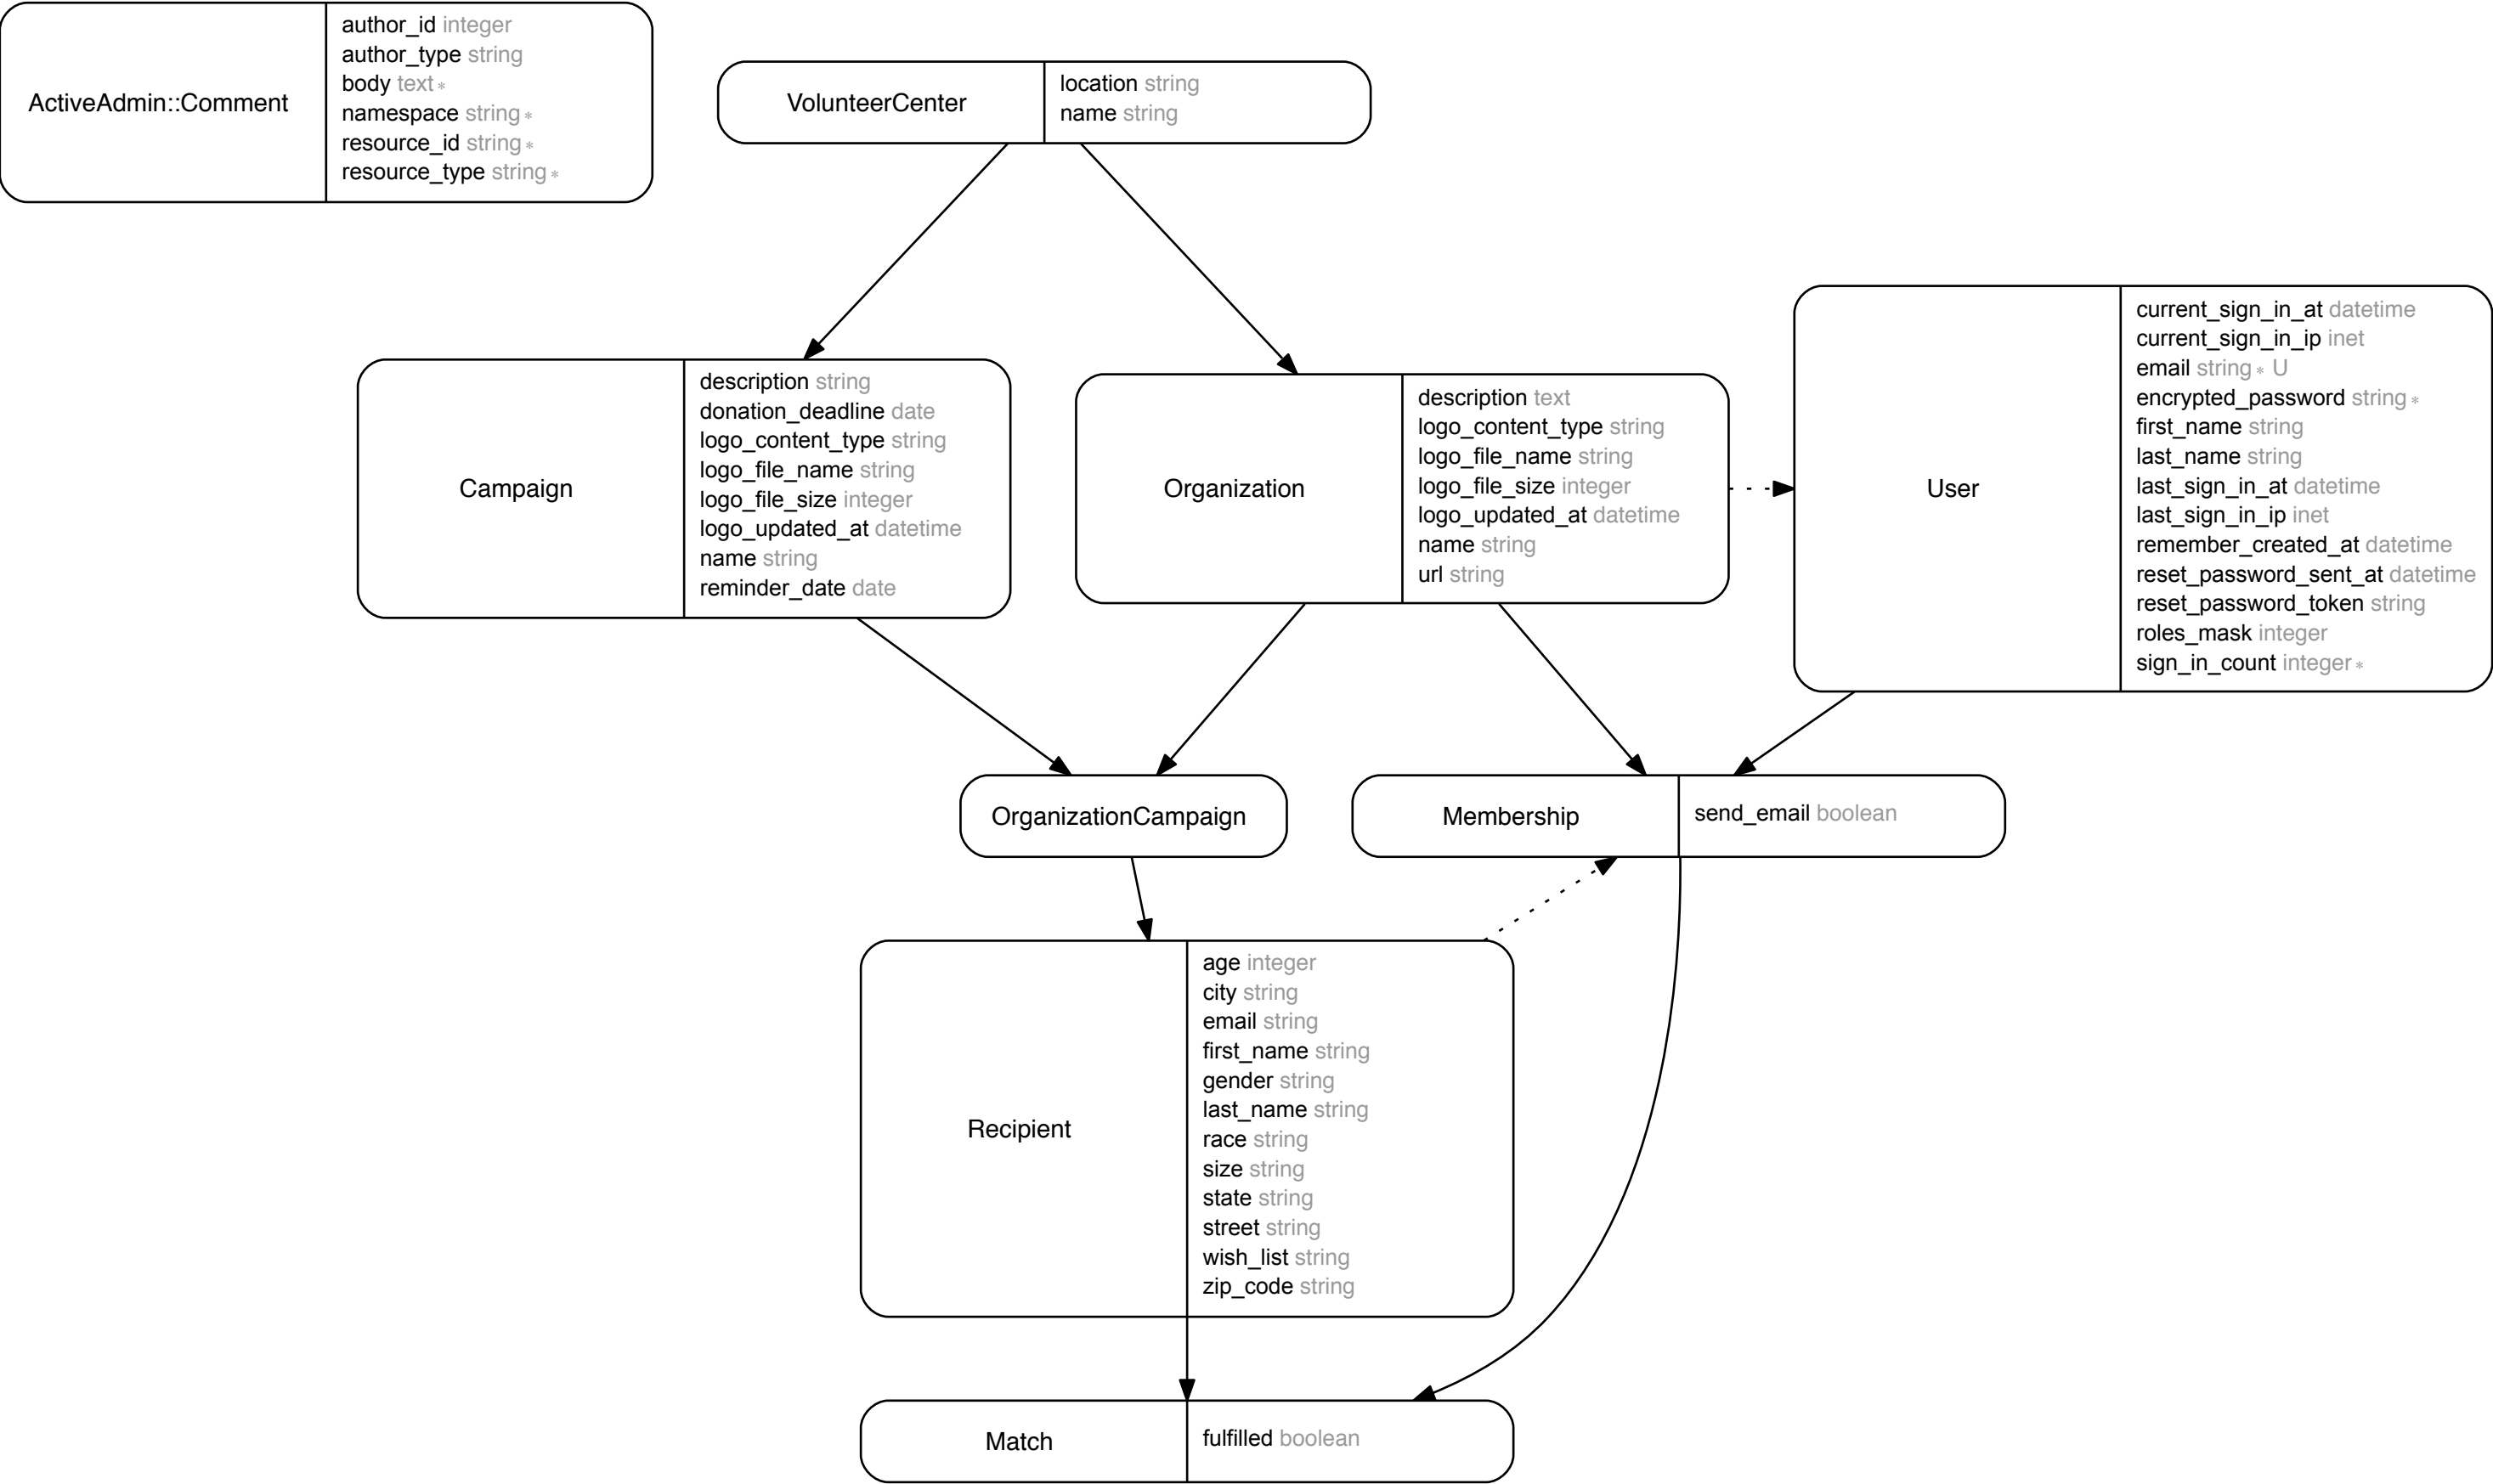 ActiveAdmin::Comment
author_id integer
author_type string
body text *
namespace string *
resource_id string *
resource_type string *
VolunteerCenter
location string
name string
Campaign
description string
donation_deadline date
logo_content_type string
logo_file_name string
logo_file_size integer
logo_updated_at datetime
name string
reminder_date date
Organization
description text
logo_content_type string
logo_file_name string
logo_file_size integer
logo_updated_at datetime
name string
url string
User
current_sign_in_at datetime
current_sign_in_ip inet
email string * U
encrypted_password string *
first_name string
last_name string
last_sign_in_at datetime
last_sign_in_ip inet
remember_created_at datetime
reset_password_sent_at datetime
reset_password_token string
roles_mask integer
sign_in_count integer *
OrganizationCampaign
Membership
send_email boolean
Recipient
age integer
city string
email string
first_name string
gender string
last_name string
race string
size string
state string
street string
wish_list string
zip_code string
Match
fulfilled boolean